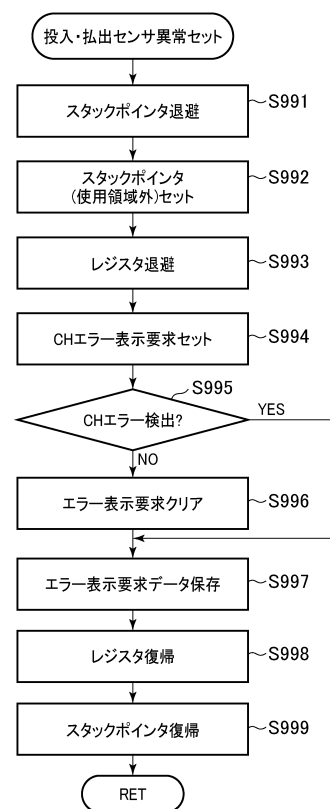 投入・払出センサ異常セット
スタックポインタ退避
S991
スタックポインタ
(使用領域外)セット
S992
レジスタ退避
S993
CHエラー表示要求セット
S994
S995
CHエラー検出?
YES
NO
エラー表示要求クリア
S996
エラー表示要求データ保存
S997
レジスタ復帰
S998
スタックポインタ復帰
S999
RET